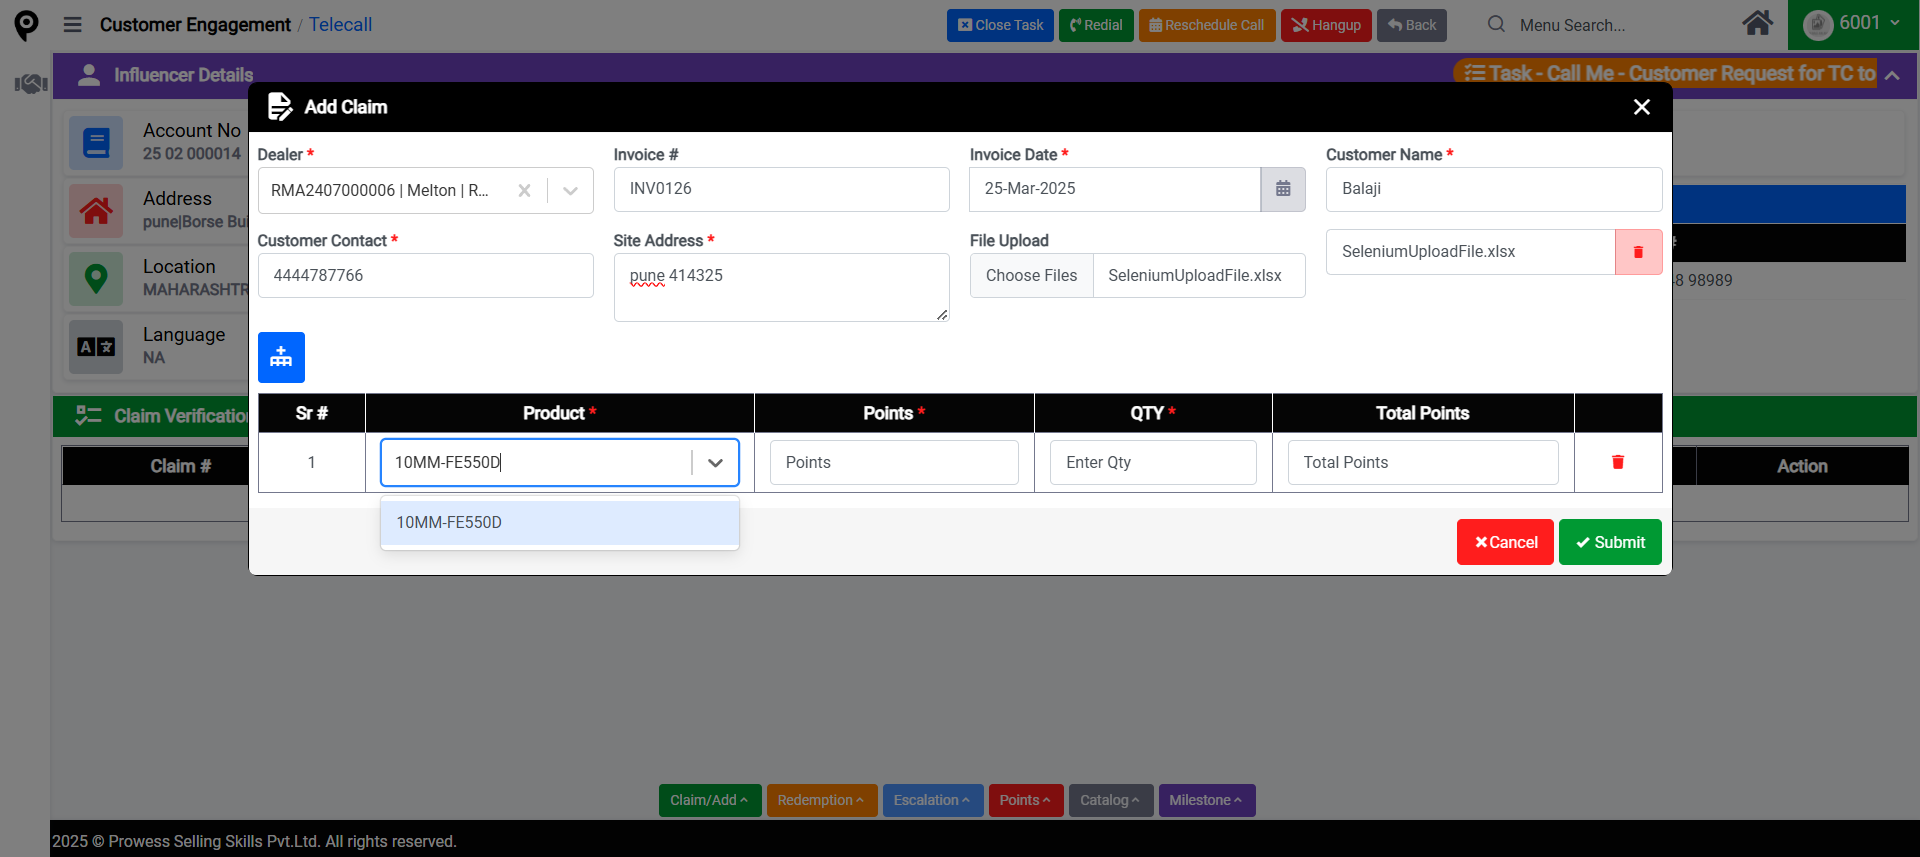 Customer Engagement / Telecall
Close Task
Redial
Reschedule Call
Hangup
Back
Menu Search...
6001
Influencer Details
Task - Call Me - Customer Request for TC to
Add Claim
Account No
25 02 000014
Address
pune|Borse Bui
Location
MAHARASHTR
Language
NA
Dealer *
Invoice #
Invoice Date *
Customer Name *
RMA2407000006 | Melton | R...
INV0126
25-Mar-2025
Balaji
Customer Contact *
Site Address *
File Upload
SeleniumUploadFile.xlsx
4444787766
pune 414325
Choose Files
SeleniumUploadFile.xlsx
8 98989
Claim Verification
Sr #
Product *
Points *
QTY *
Total Points
1
10MM-FE550D
Points
Enter Qty
Total Points
Claim #
Action
10MM-FE550D
Cancel
Submit
Claim/Add
Redemption
Escalation
Points
Catalog
Milestone
2025 © Prowess Selling Skills Pvt.Ltd. All rights reserved.